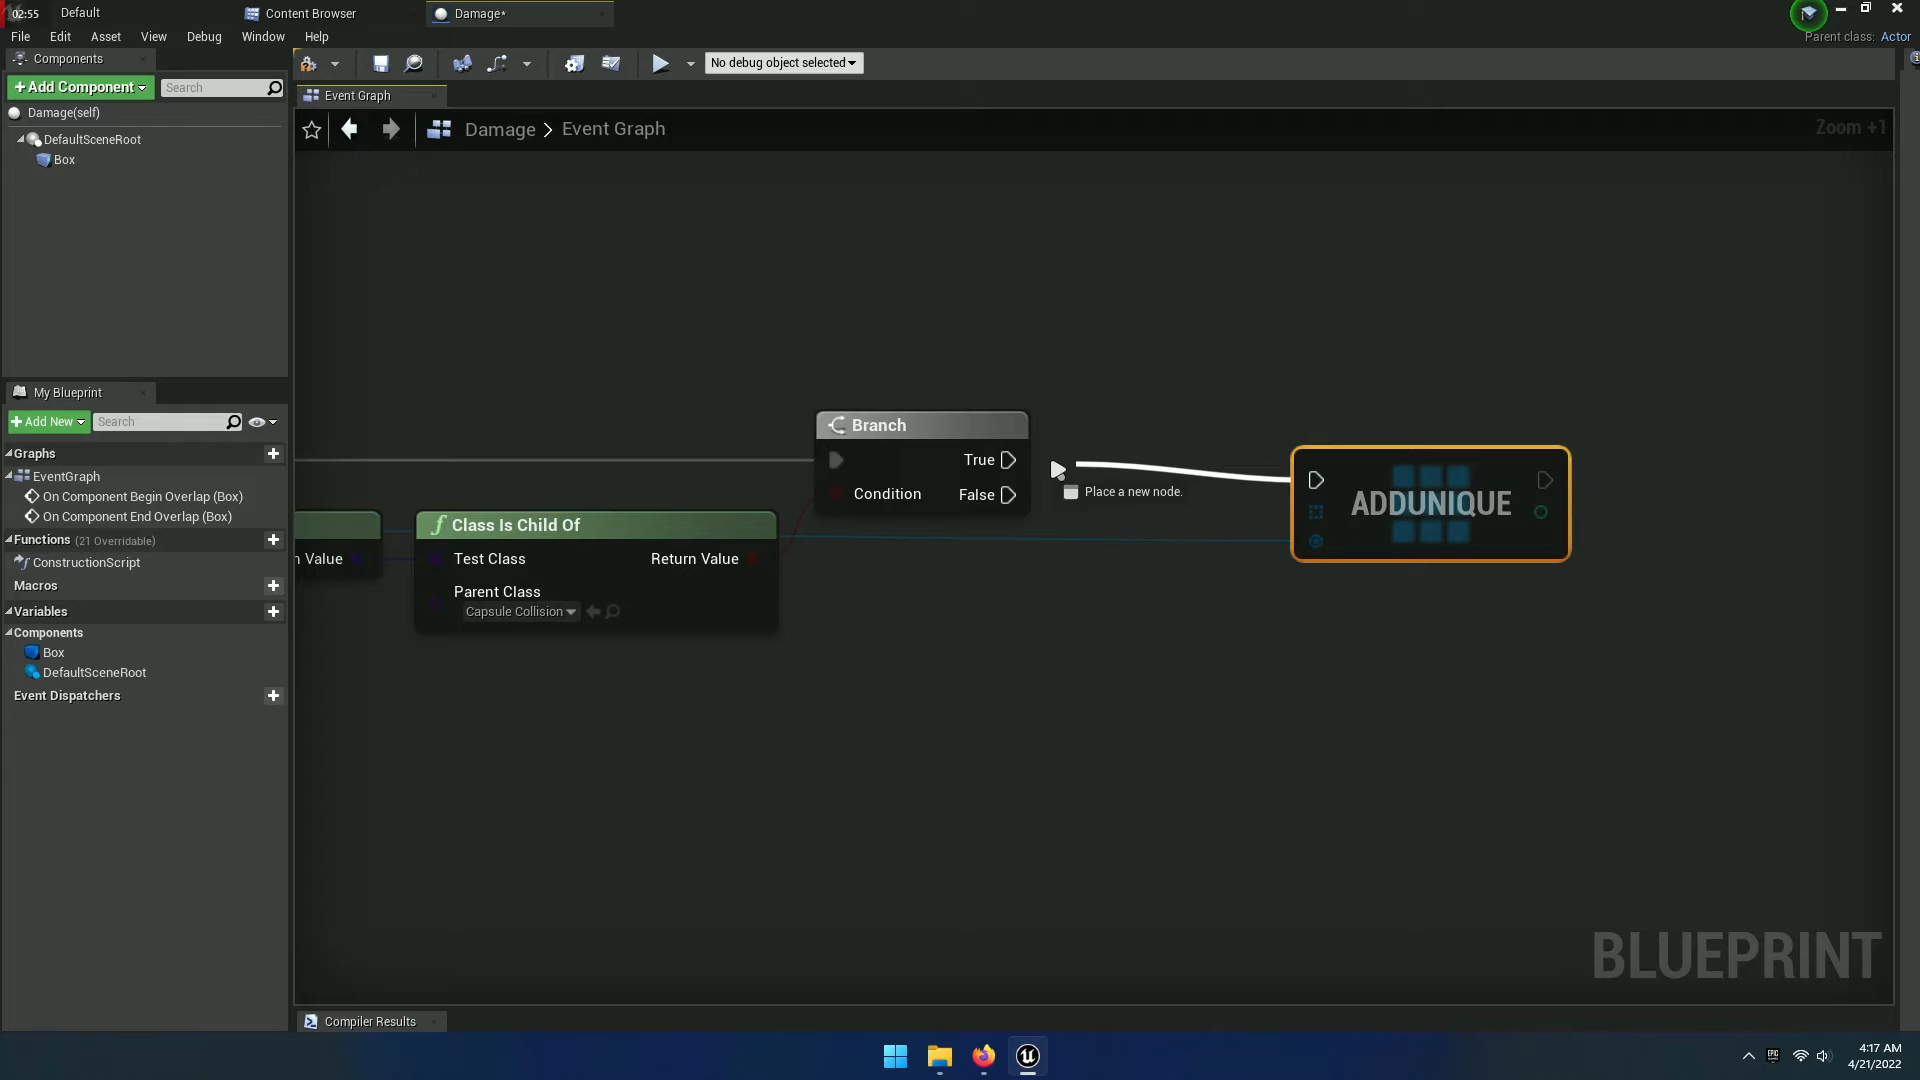 02:55
Default
Content Browser
Damage*
File Edit Asset View Debug Window Help
Parent class: Actor
Components
No debug object selected
+ Add Component
Search
Event Graph
Damage(self)
Damage > Event Graph
Zoom +1
DefaultSceneRoot
Box
My Blueprint
+ Add New
Search
Graphs
EventGraph
On Component Begin Overlap (Box)
On Component End Overlap (Box)
Functions (21 Overridable)
ConstructionScript
Macros
Variables
Components
Box
DefaultSceneRoot
Event Dispatchers
Branch
True
Condition
False
Place a new node.
ADDUNIQUE
n Value
Class Is Child Of
Test Class
Return Value
Parent Class
Capsule Collision
BLUEPRINT
Compiler Results
4:17 AM
4/21/2022